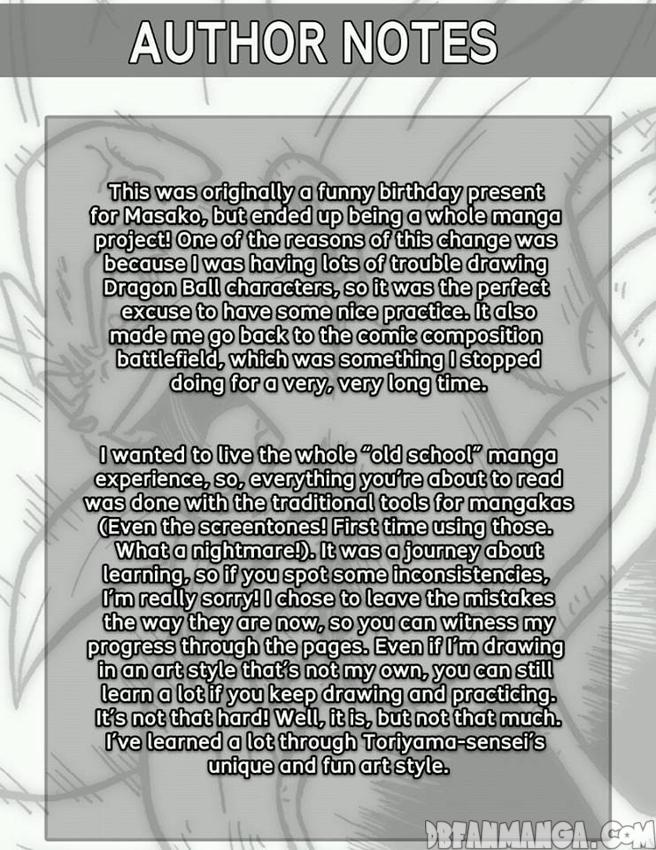 AUTHOR NOTES
This was originally a funny birthday present
for Masako, but ended up being a whole manga
project! One of the reasons of this change was
because I was having lots of trouble drawing
Dragon Ball characters, so it was the perfect
excuse to have some nice practice. It also
made me go back to the comic composition
battlefield, which was something I stopped
doing for a very, very long time.
I wanted to live the whole “old school” manga
experience, so, everything you’re about to read
was done with the traditional tools for mangakas
(Even the screentones! First time using those.
What a nightmare!). It was a journey about
learning, so if you spot some inconsistencies,
I’m really sorry! I chose to leave the mistakes
the way they are now, so you can witness my
progress through the pages. Even if I’m drawing
in an art style that’s not my own, you can still
learn a lot if you keep drawing and practicing.
It’s not that hard! Well, it is, but not that much.
I’ve learned a lot through Toriyama-sensei’s
unique and fun art style.
DBFANMANGA.COM